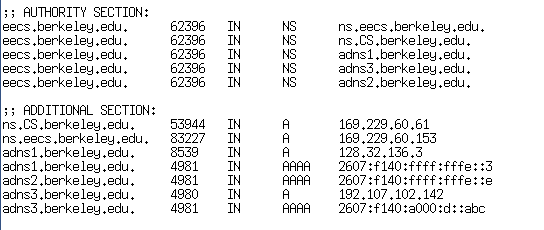 ;; AUTHORITY SECTION:
eecs.berkeley.edu. 62396 IN NS ns.eecs.berkeley.edu.
eecs.berkeley.edu. 62396 IN NS ns.CS.berkeley.edu.
eecs.berkeley.edu. 62396 IN NS adns1.berkeley.edu.
eecs.berkeley.edu. 62396 IN NS adns3.berkeley.edu.
eecs.berkeley.edu. 62396 IN NS adns2.berkeley.edu.
;; ADDITIONAL SECTION:
ns.CS.berkeley.edu. 53944 IN A 169.229.60.61
ns.eecs.berkeley.edu. 83227 IN A 169.229.60.153
adns1.berkeley.edu. 8539 IN A 128.32.136.3
adns1.berkeley.edu. 4981 IN AAAA 2607:f140:ffff:fffe::3
adns2.berkeley.edu. 4981 IN AAAA 2607:f140:ffff:fffe::e
adns3.berkeley.edu. 4980 IN A 192.107.102.142
adns3.berkeley.edu. 4981 IN AAAA 2607:f140:a000:d::abc